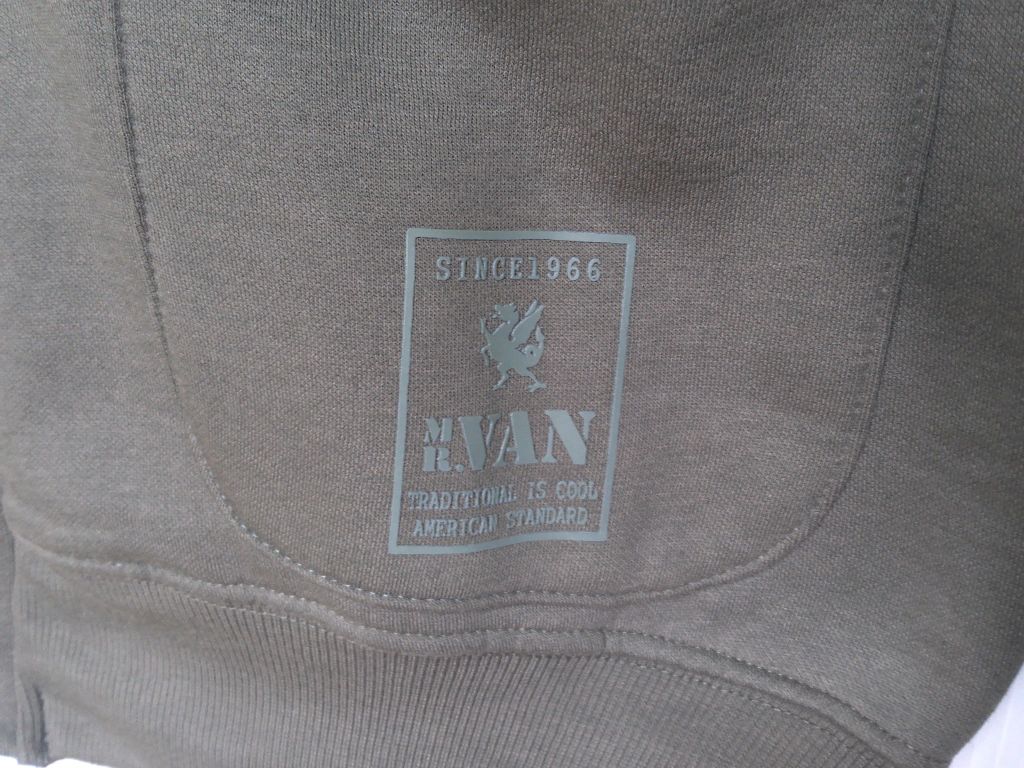 SINCE1966
MR. VAN
TRADITIONAL IS COOL
AMERICAN STANDARD